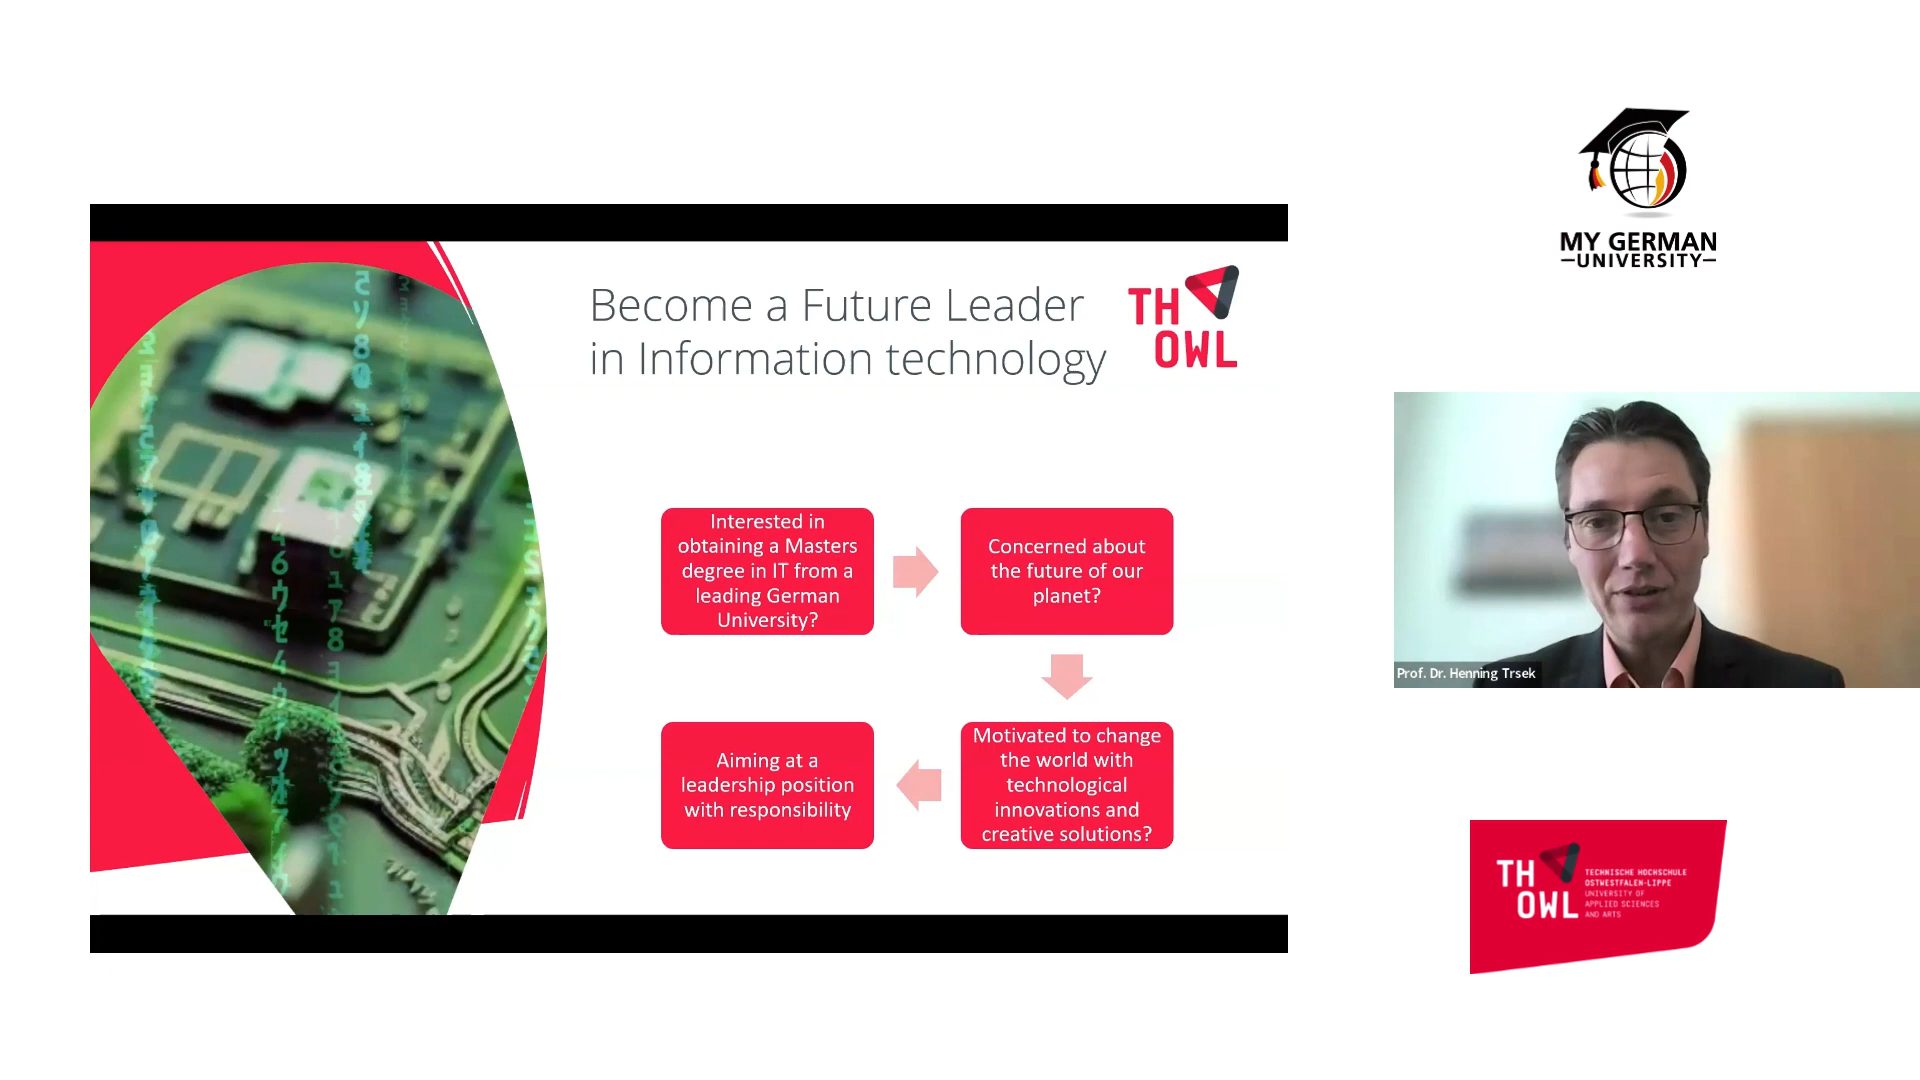 Become a Future Leader
in Information technology
TH
OWL
Interested in
obtaining a Masters
degree in IT from a
leading German
University?
Concerned about
the future of our
planet?
Motivated to change
the world with
technological
innovations and
creative solutions?
Aiming at a
leadership position
with responsibility
MY GERMAN
UNIVERSITY
Prof. Dr. Henning Trsek
TH
OWL
TECHNISCHE HOCHSCHULE
OSTWESTFALEN-LIPPE
UNIVERSITY OF
APPLIED SCIENCES
AND ARTS